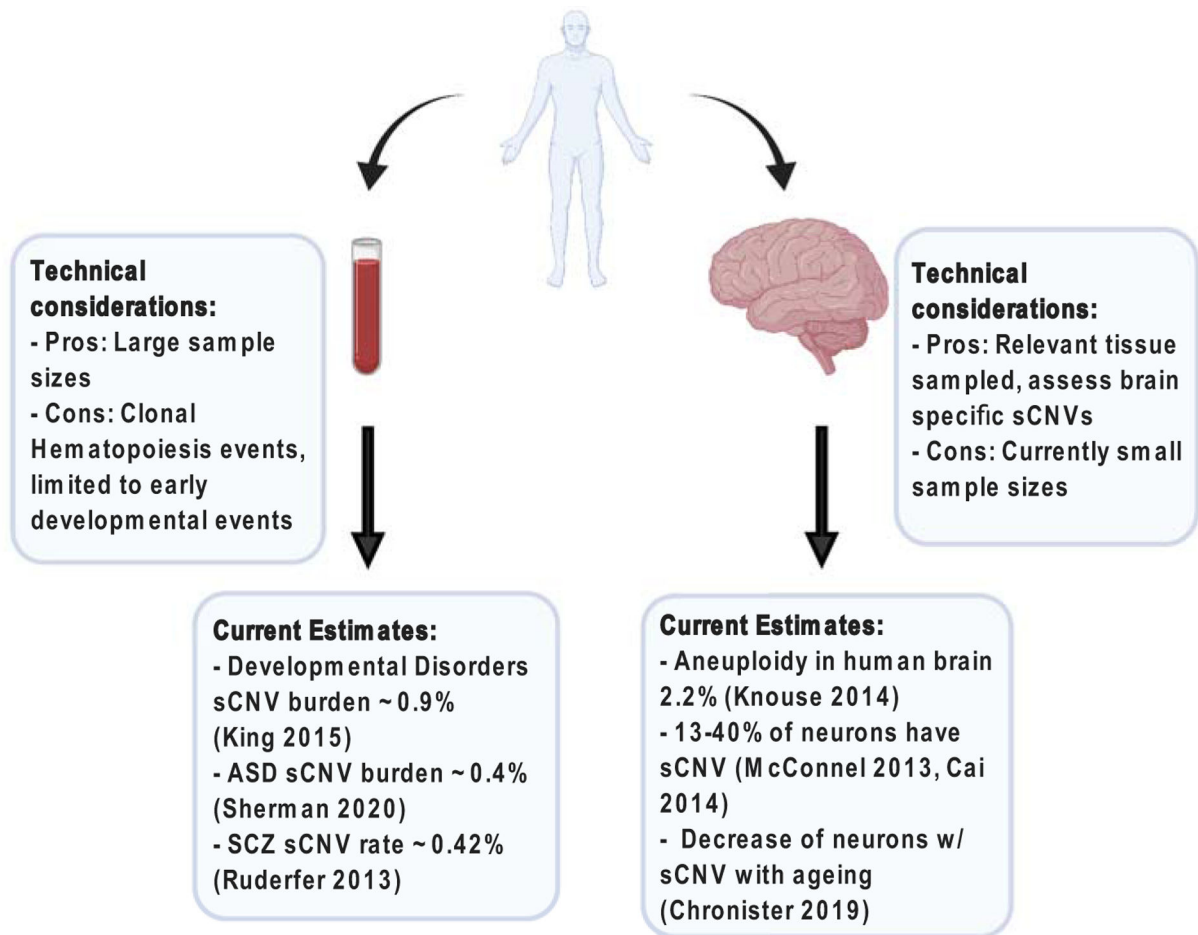 Technical
considerations:
- Pros: Large sample
sizes
- Cons: Clonal
Hematopoiesis events,
limited to early
developmental events
Technical
considerations:
- Pros: Relevant tissue
sampled, assess brain
specific sCNVs
- Cons: Currently small
sample sizes
Current Estimates:
- Developmental Disorders
sCNV burden ~0.9%
(King 2015)
- ASD sCNV burden ~0.4%
(Sherman 2020)
- SCZ sCNV rate ~0.42%
(Ruderfer 2013)
Current Estimates:
- Aneuploidy in human brain
2.2% (Knouse 2014)
- 13-40% of neurons have
sCNV (McConnel 2013, Cai
2014)
- Decrease of neurons w/
sCNV with ageing
(Chronister 2019)